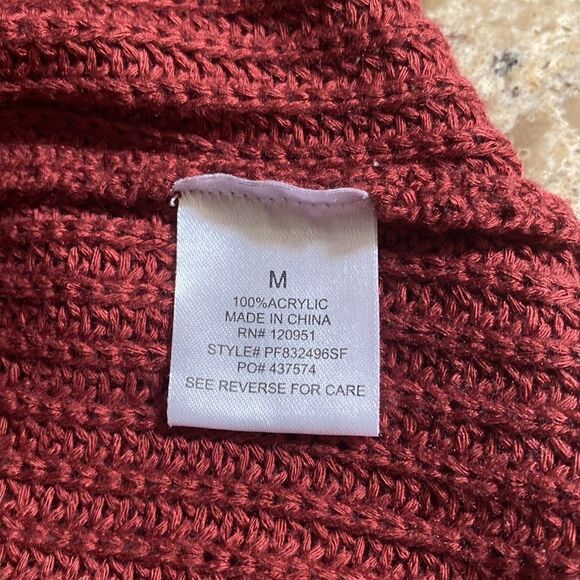 M
100%ACRYLIC
MADE IN CHINA
RN# 120951
STYLE# PF832496SF
PO# 437574
SEE REVERSE FOR CARE